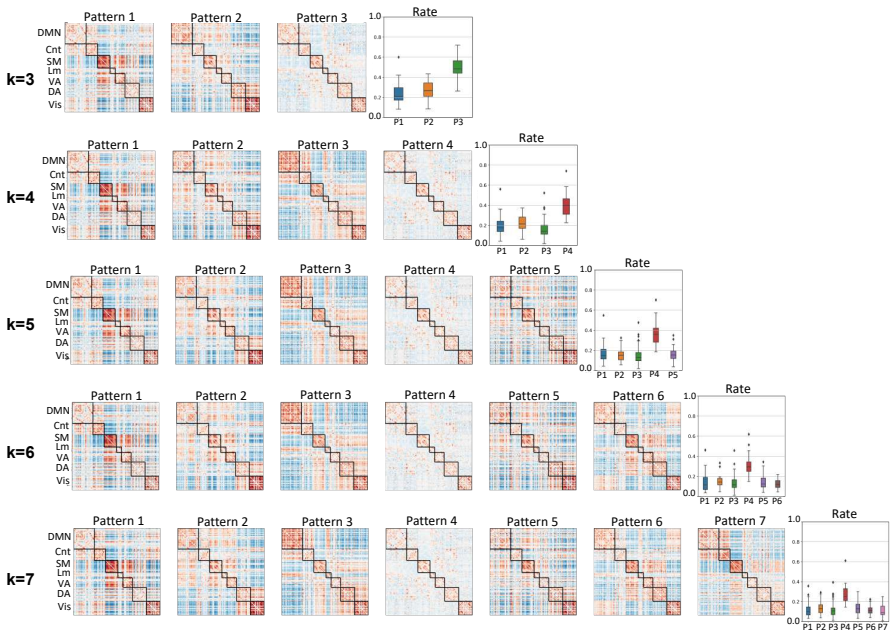 Pattern 1 Pattern 2 Pattern 3 Rate
k=3
DMN
Cnt
SM
Lm
VA
DA
Vis
1.0
0.8
0.6
0.4
0.2
0.0
P1 P2 P3
Pattern 1 Pattern 2 Pattern 3 Pattern 4 Rate
k=4
DMN
Cnt
SM
Lm
VA
DA
Vis
1.0
0.8
0.6
0.4
0.2
0.0
P1 P2 P3 P4
Pattern 1 Pattern 2 Pattern 3 Pattern 4 Pattern 5 Rate
k=5
DMN
Cnt
SM
Lm
VA
DA
Vis
1.0
0.8
0.6
0.4
0.2
0.0
P1 P2 P3 P4 P5
Pattern 1 Pattern 2 Pattern 3 Pattern 4 Pattern 5 Pattern 6 Rate
k=6
DMN
Cnt
SM
Lm
VA
DA
Vis
1.0
0.8
0.6
0.4
0.2
0.0
P1 P2 P3 P4 P5 P6
Pattern 1 Pattern 2 Pattern 3 Pattern 4 Pattern 5 Pattern 6 Pattern 7 Rate
k=7
DMN
Cnt
SM
Lm
VA
DA
Vis
1.0
0.8
0.6
0.4
0.2
0.0
P1 P2 P3 P4 P5 P6 P7